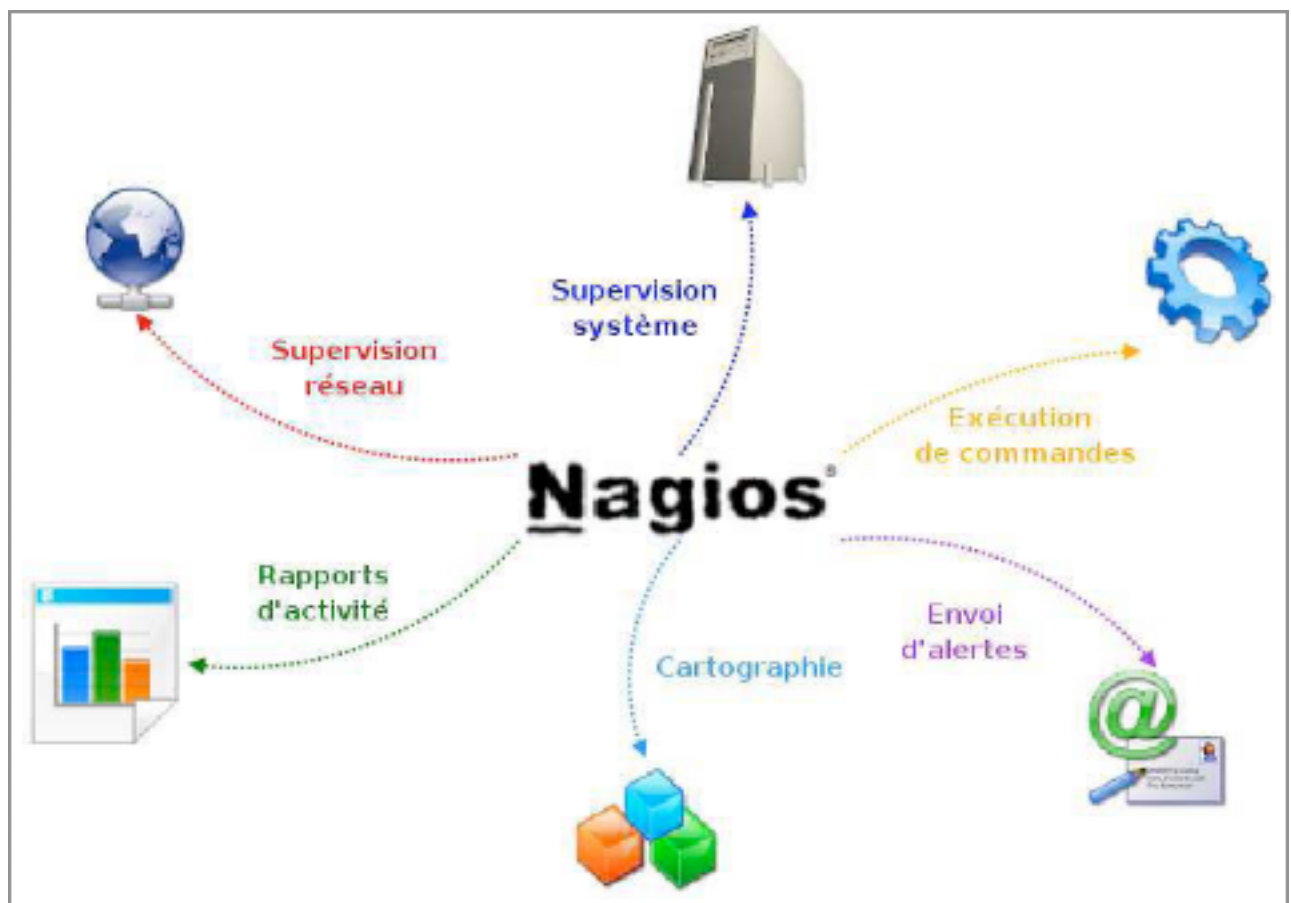 Supervision
système
Supervision
réseau
Exécution
de commandes
Nagios®
Rapports
d'activité
Envoi
d'alertes
Cartographie